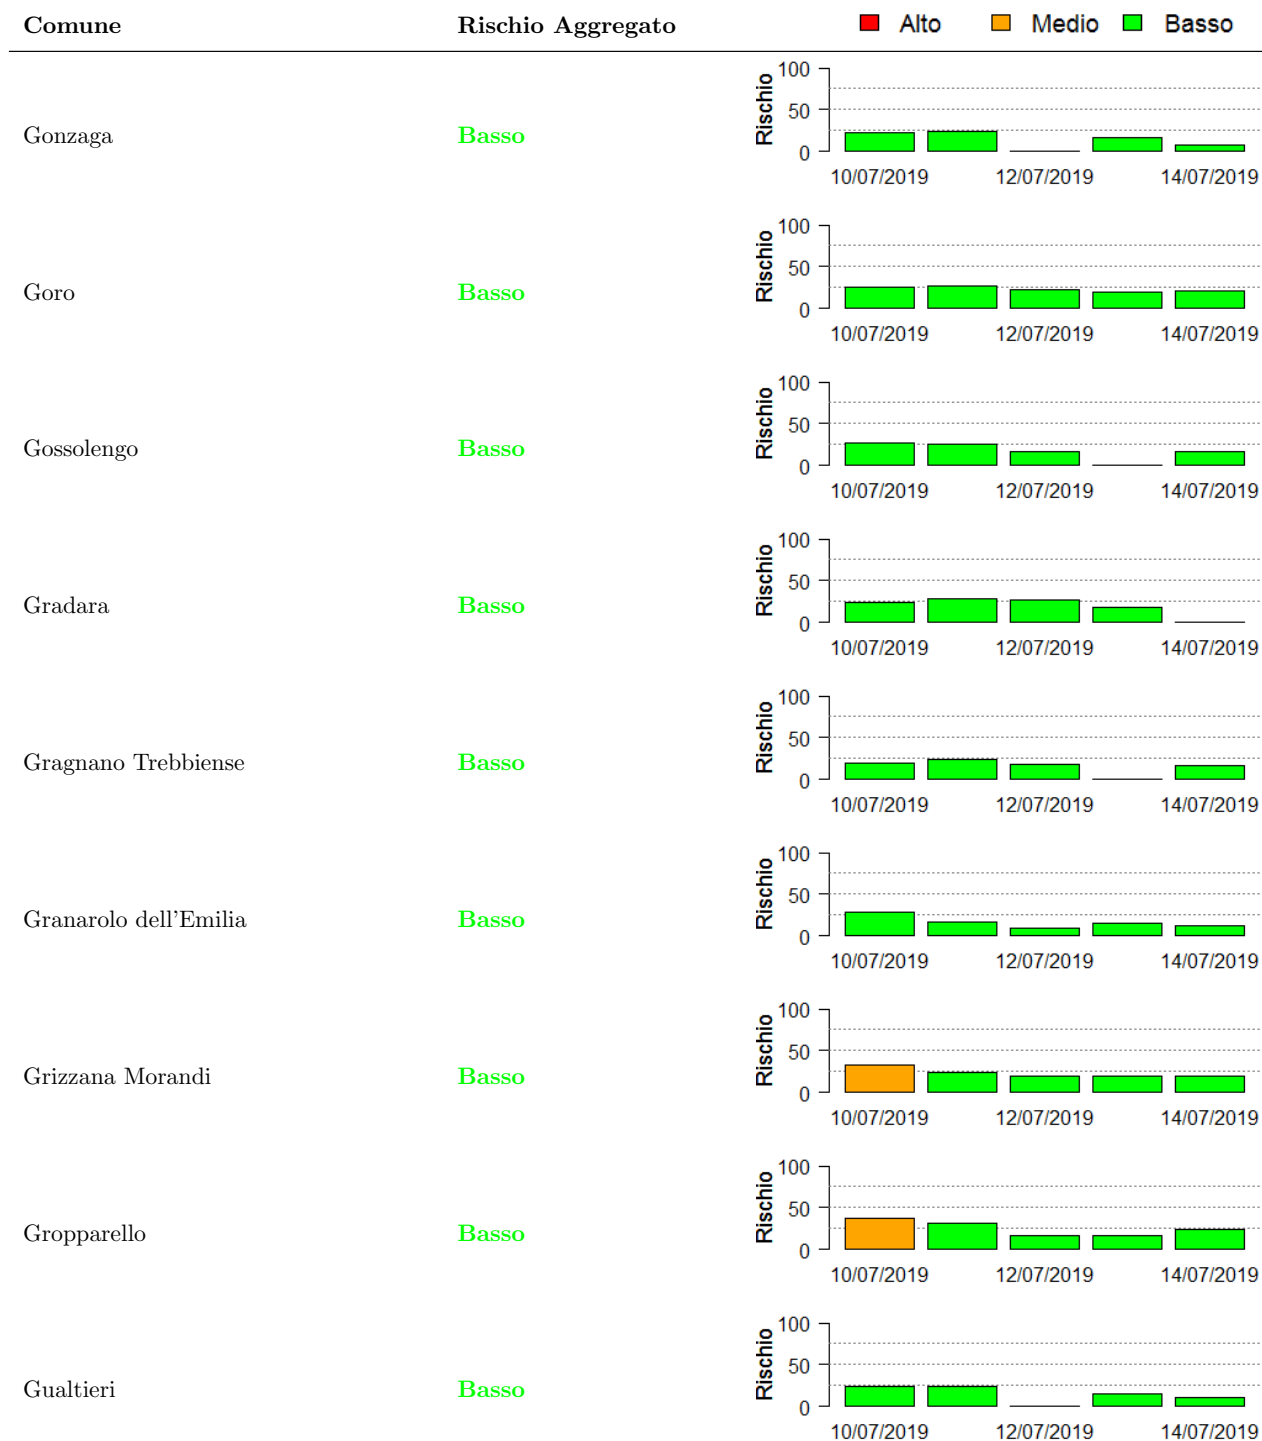 Comune Rischio Aggregato Alto Medio Basso
100
50
0
Rischio
Gonzaga Basso
10/07/2019 12/07/2019 14/07/2019
100
50
0
Rischio
Goro Basso
10/07/2019 12/07/2019 14/07/2019
100
50
0
Rischio
Gossolengo Basso
10/07/2019 12/07/2019 14/07/2019
100
50
0
Rischio
Gradara Basso
10/07/2019 12/07/2019 14/07/2019
100
50
0
Rischio
Gragnano Trebbiense Basso
10/07/2019 12/07/2019 14/07/2019
100
50
0
Rischio
Granarolo dell'Emilia Basso
10/07/2019 12/07/2019 14/07/2019
100
50
0
Rischio
Grizzana Morandi Basso
10/07/2019 12/07/2019 14/07/2019
100
50
0
Rischio
Gropparello Basso
10/07/2019 12/07/2019 14/07/2019
100
50
0
Rischio
Gualtieri Basso
10/07/2019 12/07/2019 14/07/2019